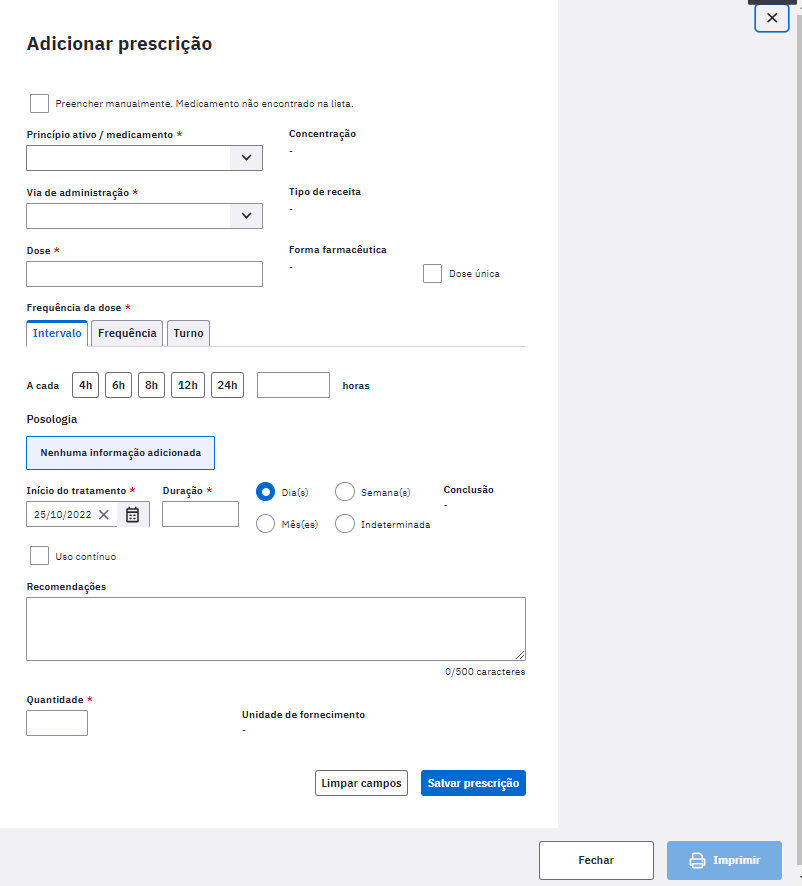 Adicionar prescrição
Preencher manualmente. Medicamento não encontrado na lista.
Princípio ativo / medicamento *
Concentração
-
Via de administração *
Tipo de receita
-
Dose *
Forma farmacêutica
-
Dose única
Frequência da dose *
Intervalo Frequência Turno
A cada 4h 6h 8h 12h 24h horas
Posologia
Nenhuma informação adicionada
Início do tratamento *
25/10/2022
Duração *
Dia(s) Semana(s)
Mês(es) Indeterminada
Conclusão
-
Uso contínuo
Recomendações
0/500 caracteres
Quantidade *
Unidade de fornecimento
-
Limpar campos Salvar prescrição
Fechar Imprimir